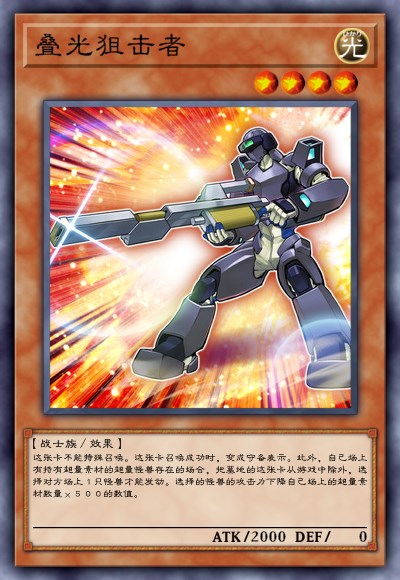 叠光狙击者
ひかり
光
【战士族／效果】
这张卡不能特殊召唤。这张卡召唤成功时，变成守备表示。此外，自己场上
有持有超量素材的超量怪兽存在的场合，把墓地的这张卡从游戏中除外，选
择对方场上１只怪兽才能发动。选择的怪兽的攻击力下降自己场上的超量素
材数量×５００的数值。
ATK/2000 DEF/ 0